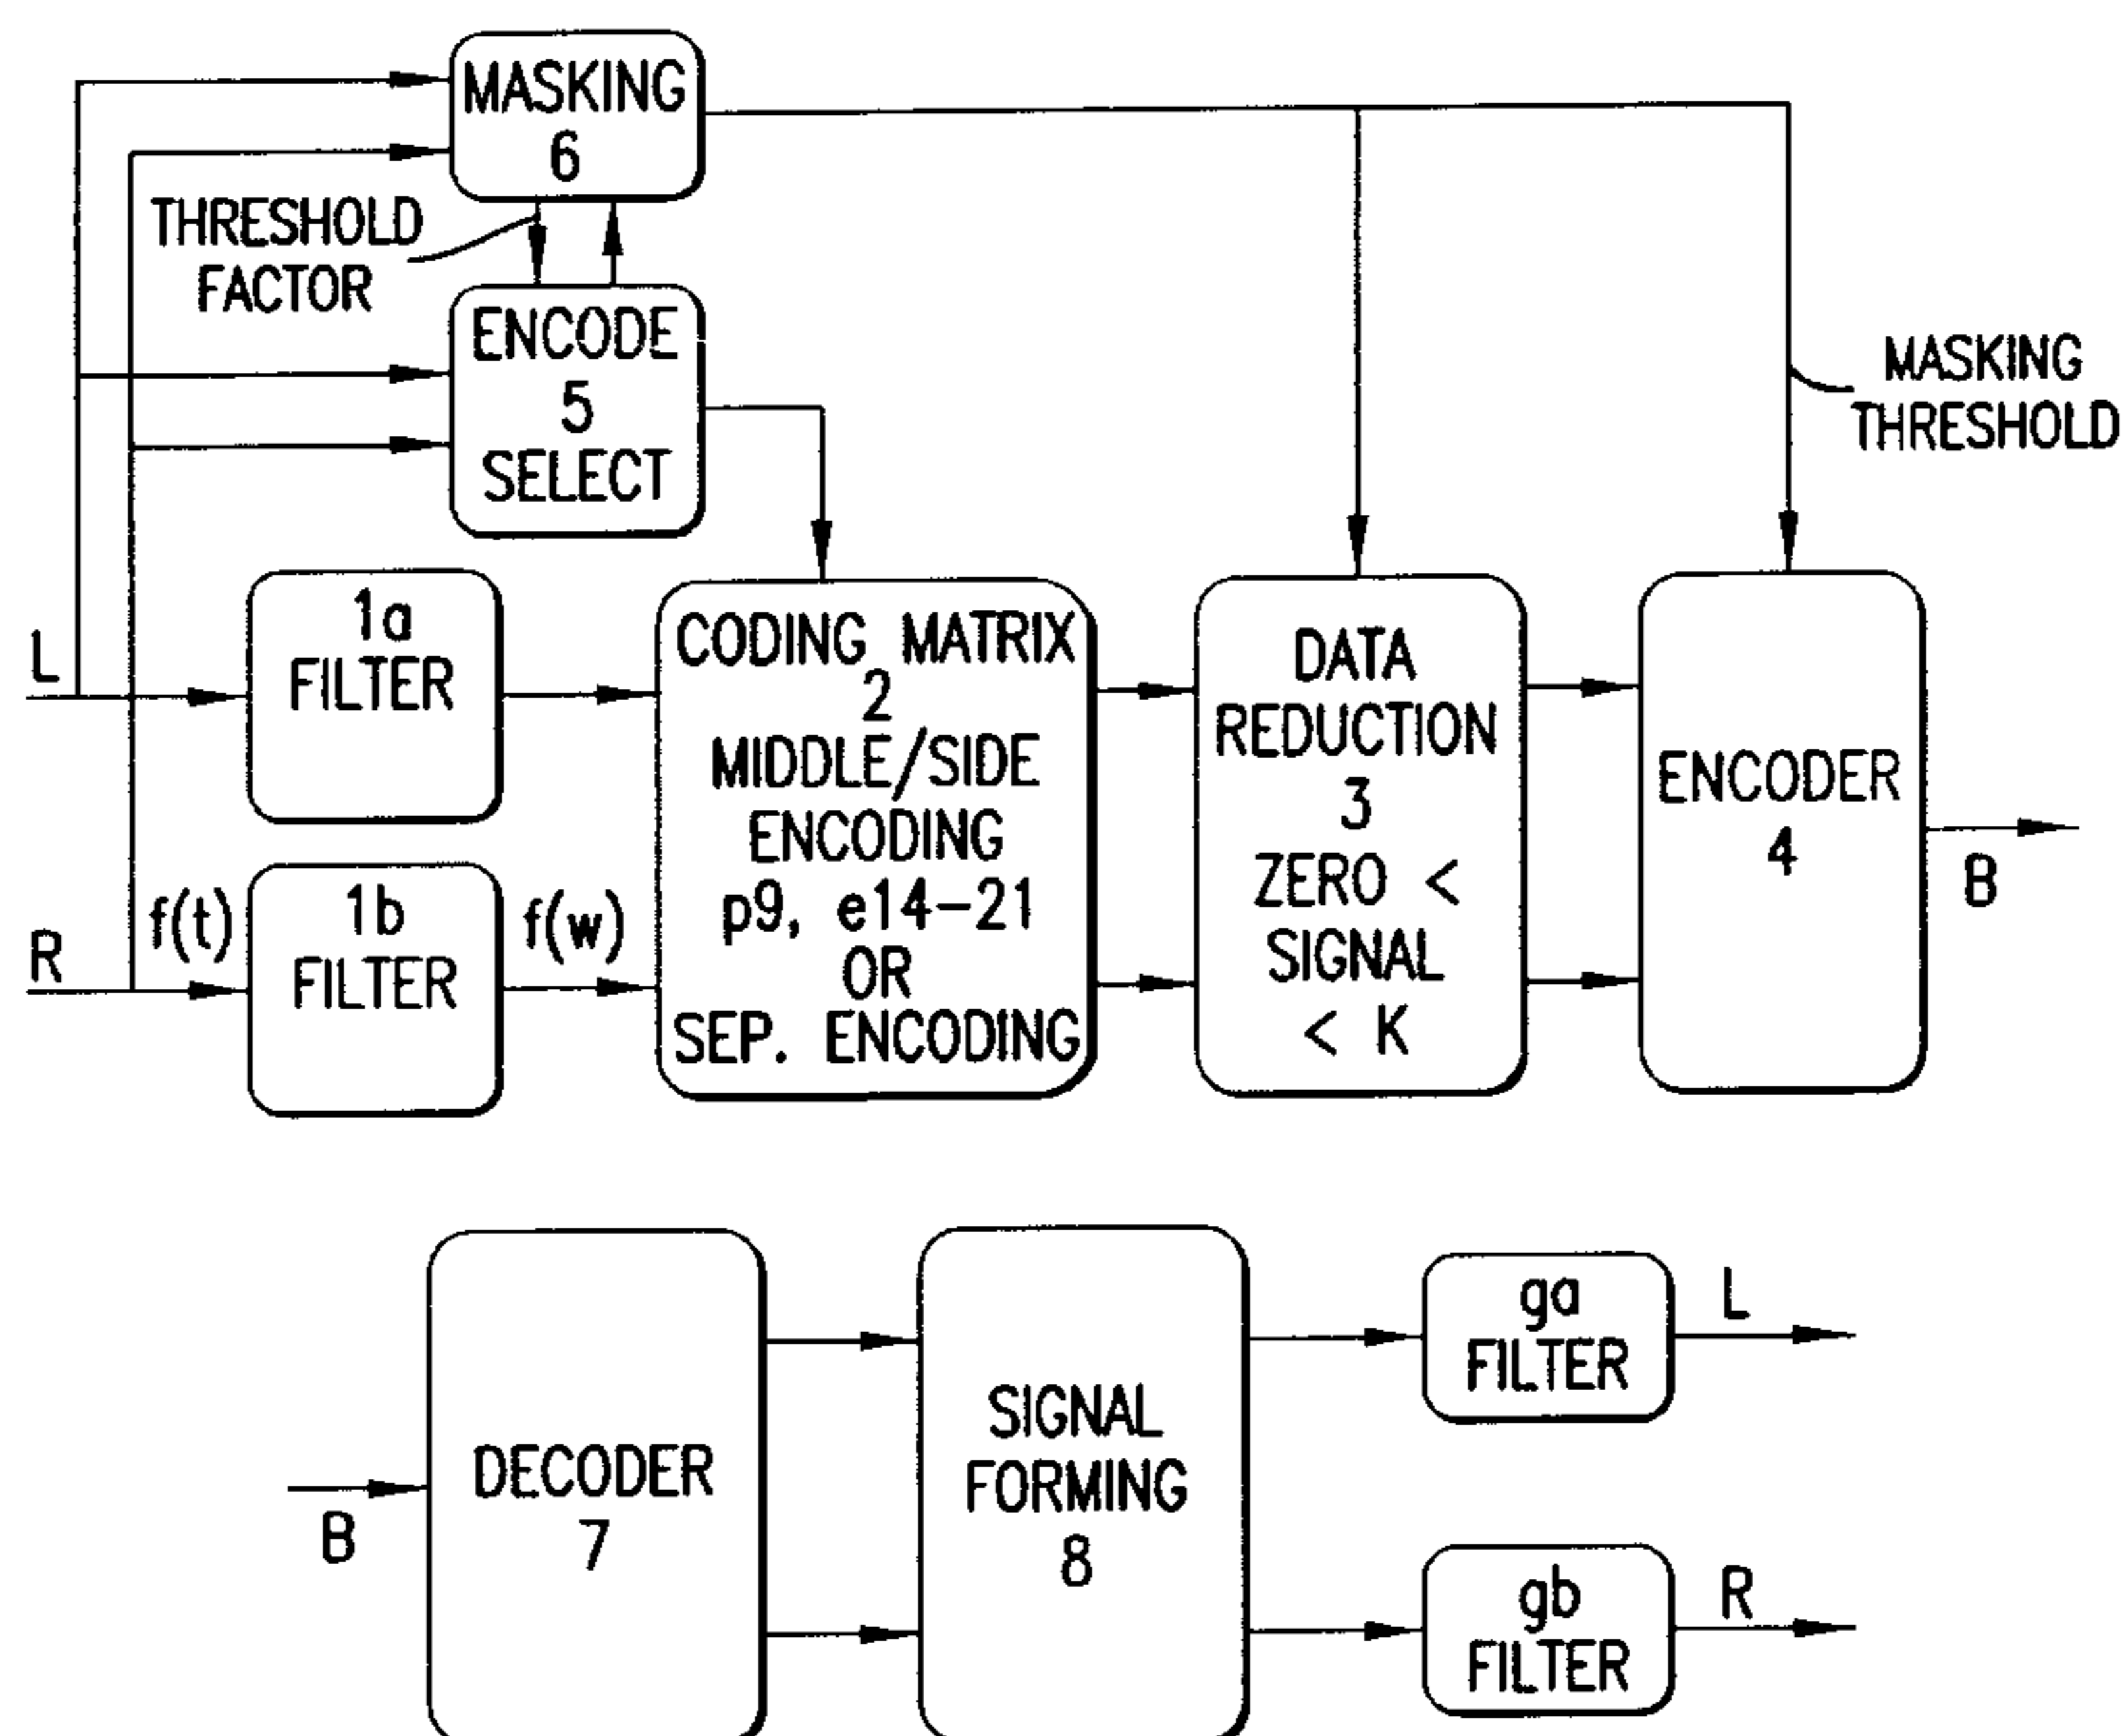 MASKING
6
THRESHOLD
FACTOR
ENCODE
5
SELECT
MASKING
THRESHOLD
L
1a
FILTER
R
f(t)
1b
FILTER
f(w)
CODING MATRIX
2
MIDDLE/SIDE
ENCODING
p9, e14-21
OR
SEP. ENCODING
DATA
REDUCTION
3
ZERO <
SIGNAL
< K
ENCODER
4
B
B
DECODER
7
SIGNAL
FORMING
8
ga
FILTER
L
gb
FILTER
R